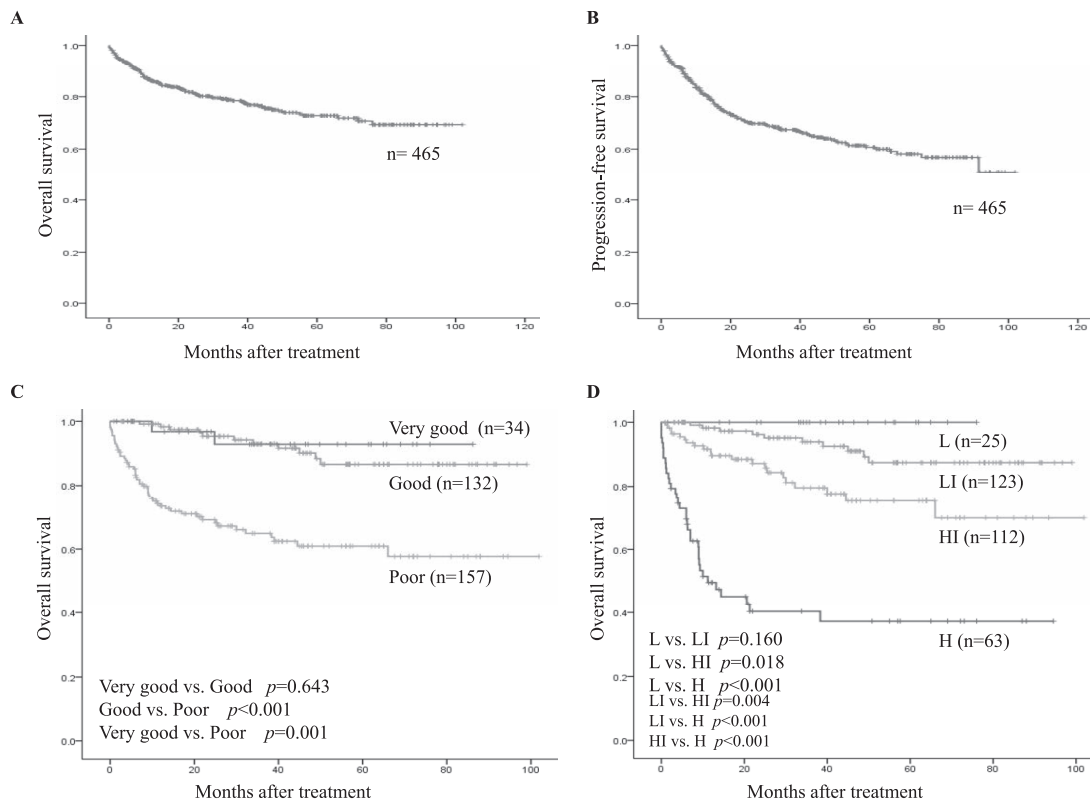 A
Overall survival
1.0
0.8
0.6
0.4
0.2
0.0
n= 465
0 20 40 60 80 100 120
Months after treatment
B
Progression-free survival
1.0
0.8
0.6
0.4
0.2
0.0
n= 465
0 20 40 60 80 100 120
Months after treatment
C
Overall survival
1.0
0.8
0.6
0.4
0.2
0.0
Very good (n=34)
Good (n=132)
Poor (n=157)
Very good vs. Good p=0.643
Good vs. Poor p<0.001
Very good vs. Poor p=0.001
0 20 40 60 80 100
Months after treatment
D
Overall survival
1.0
0.8
0.6
0.4
0.2
0.0
L (n=25)
LI (n=123)
HI (n=112)
H (n=63)
L vs. LI p=0.160
L vs. HI p=0.018
L vs. H p<0.001
LI vs. HI p=0.004
LI vs. H p<0.001
HI vs. H p<0.001
0 20 40 60 80 100
Months after treatment